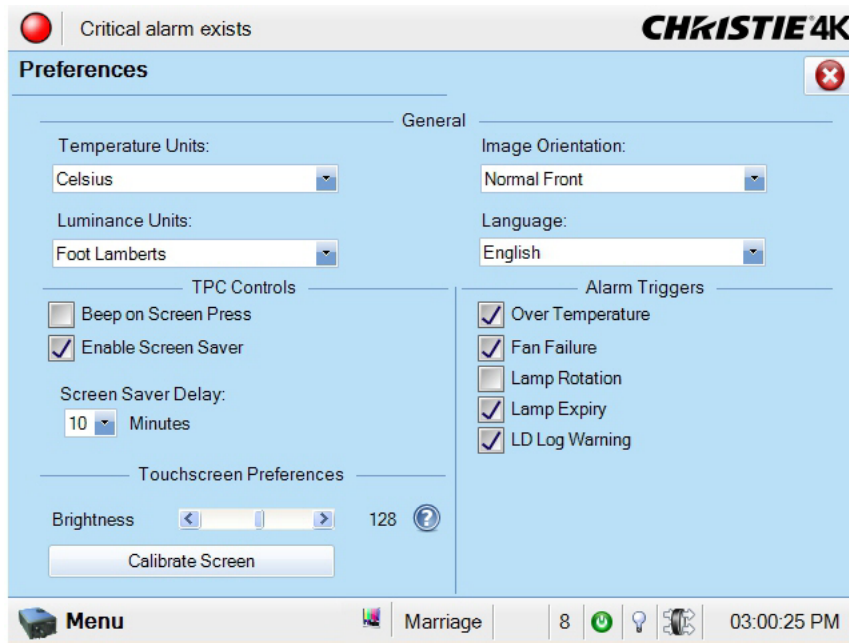 Critical alarm exists
CHRISTIE 4K
Preferences
General
Temperature Units:
Celsius
Image Orientation:
Normal Front
Luminance Units:
Foot Lamberts
Language:
English
TPC Controls
Beep on Screen Press
Enable Screen Saver
Screen Saver Delay:
10 Minutes
Alarm Triggers
Over Temperature
Fan Failure
Lamp Rotation
Lamp Expiry
LD Log Warning
Touchscreen Preferences
Brightness 128 ?
Calibrate Screen
Menu Marriage 8 03:00:25 PM